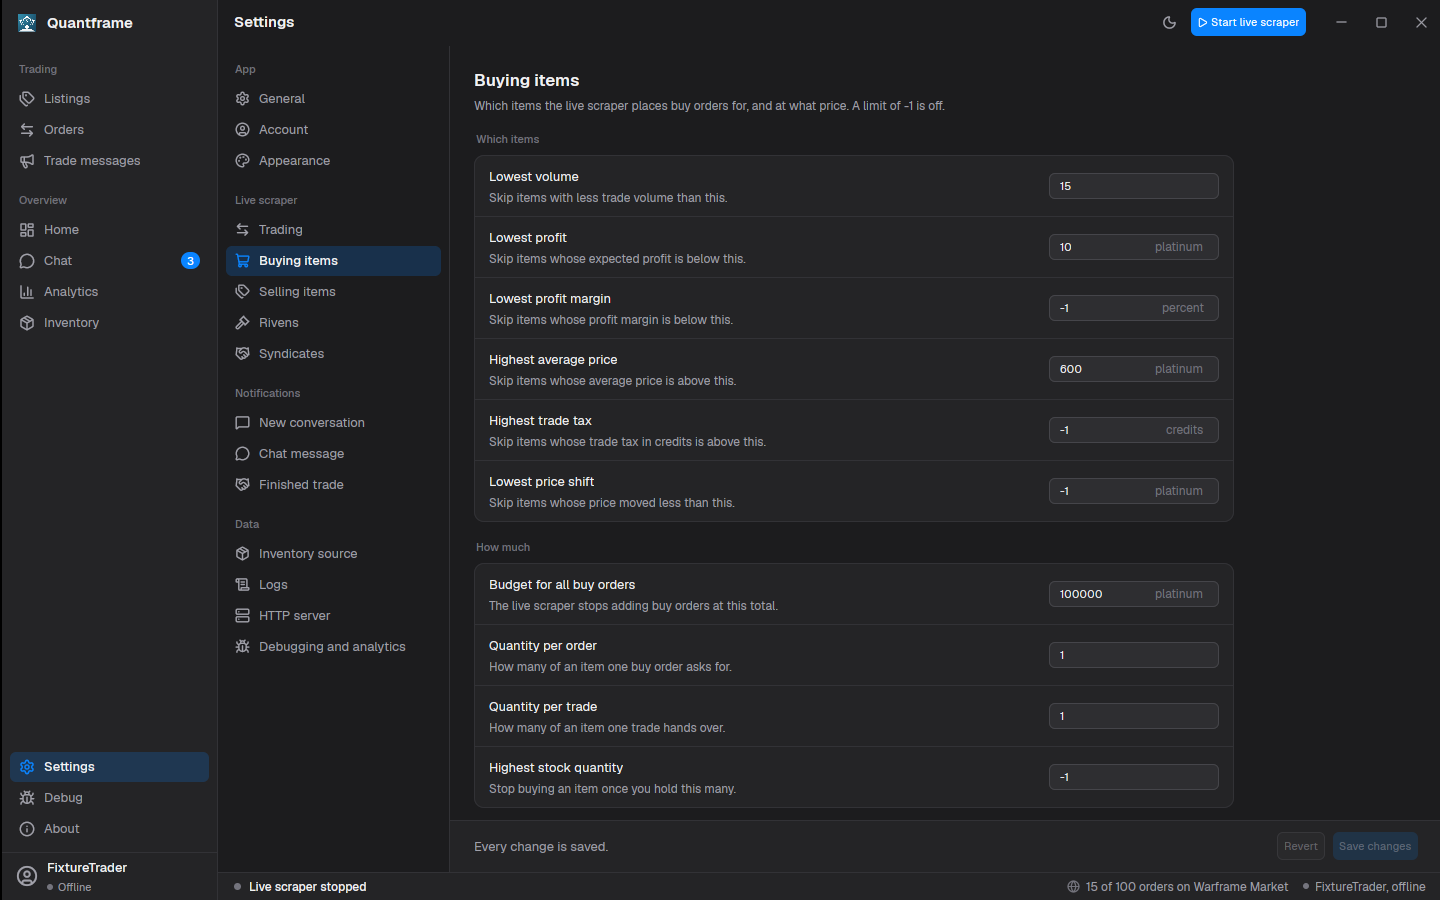 Quantframe
Trading
Listings
Orders
Trade messages
Overview
Home
Chat
3
Analytics
Inventory
Settings
Debug
About
FixtureTrader
Offline
Settings
Start live scraper
App
General
Account
Appearance
Live scraper
Trading
Buying items
Selling items
Rivens
Syndicates
Notifications
New conversation
Chat message
Finished trade
Data
Inventory source
Logs
HTTP server
Debugging and analytics
Buying items
Which items the live scraper places buy orders for, and at what price. A limit of -1 is off.
Which items
Lowest volume
Skip items with less trade volume than this.
15
Lowest profit
Skip items whose expected profit is below this.
10 platinum
Lowest profit margin
Skip items whose profit margin is below this.
-1 percent
Highest average price
Skip items whose average price is above this.
600 platinum
Highest trade tax
Skip items whose trade tax in credits is above this.
-1 credits
Lowest price shift
Skip items whose price moved less than this.
-1 platinum
How much
Budget for all buy orders
The live scraper stops adding buy orders at this total.
100000 platinum
Quantity per order
How many of an item one buy order asks for.
1
Quantity per trade
How many of an item one trade hands over.
1
Highest stock quantity
Stop buying an item once you hold this many.
-1
Every change is saved.
Revert
Save changes
Live scraper stopped
15 of 100 orders on Warframe Market
FixtureTrader, offline